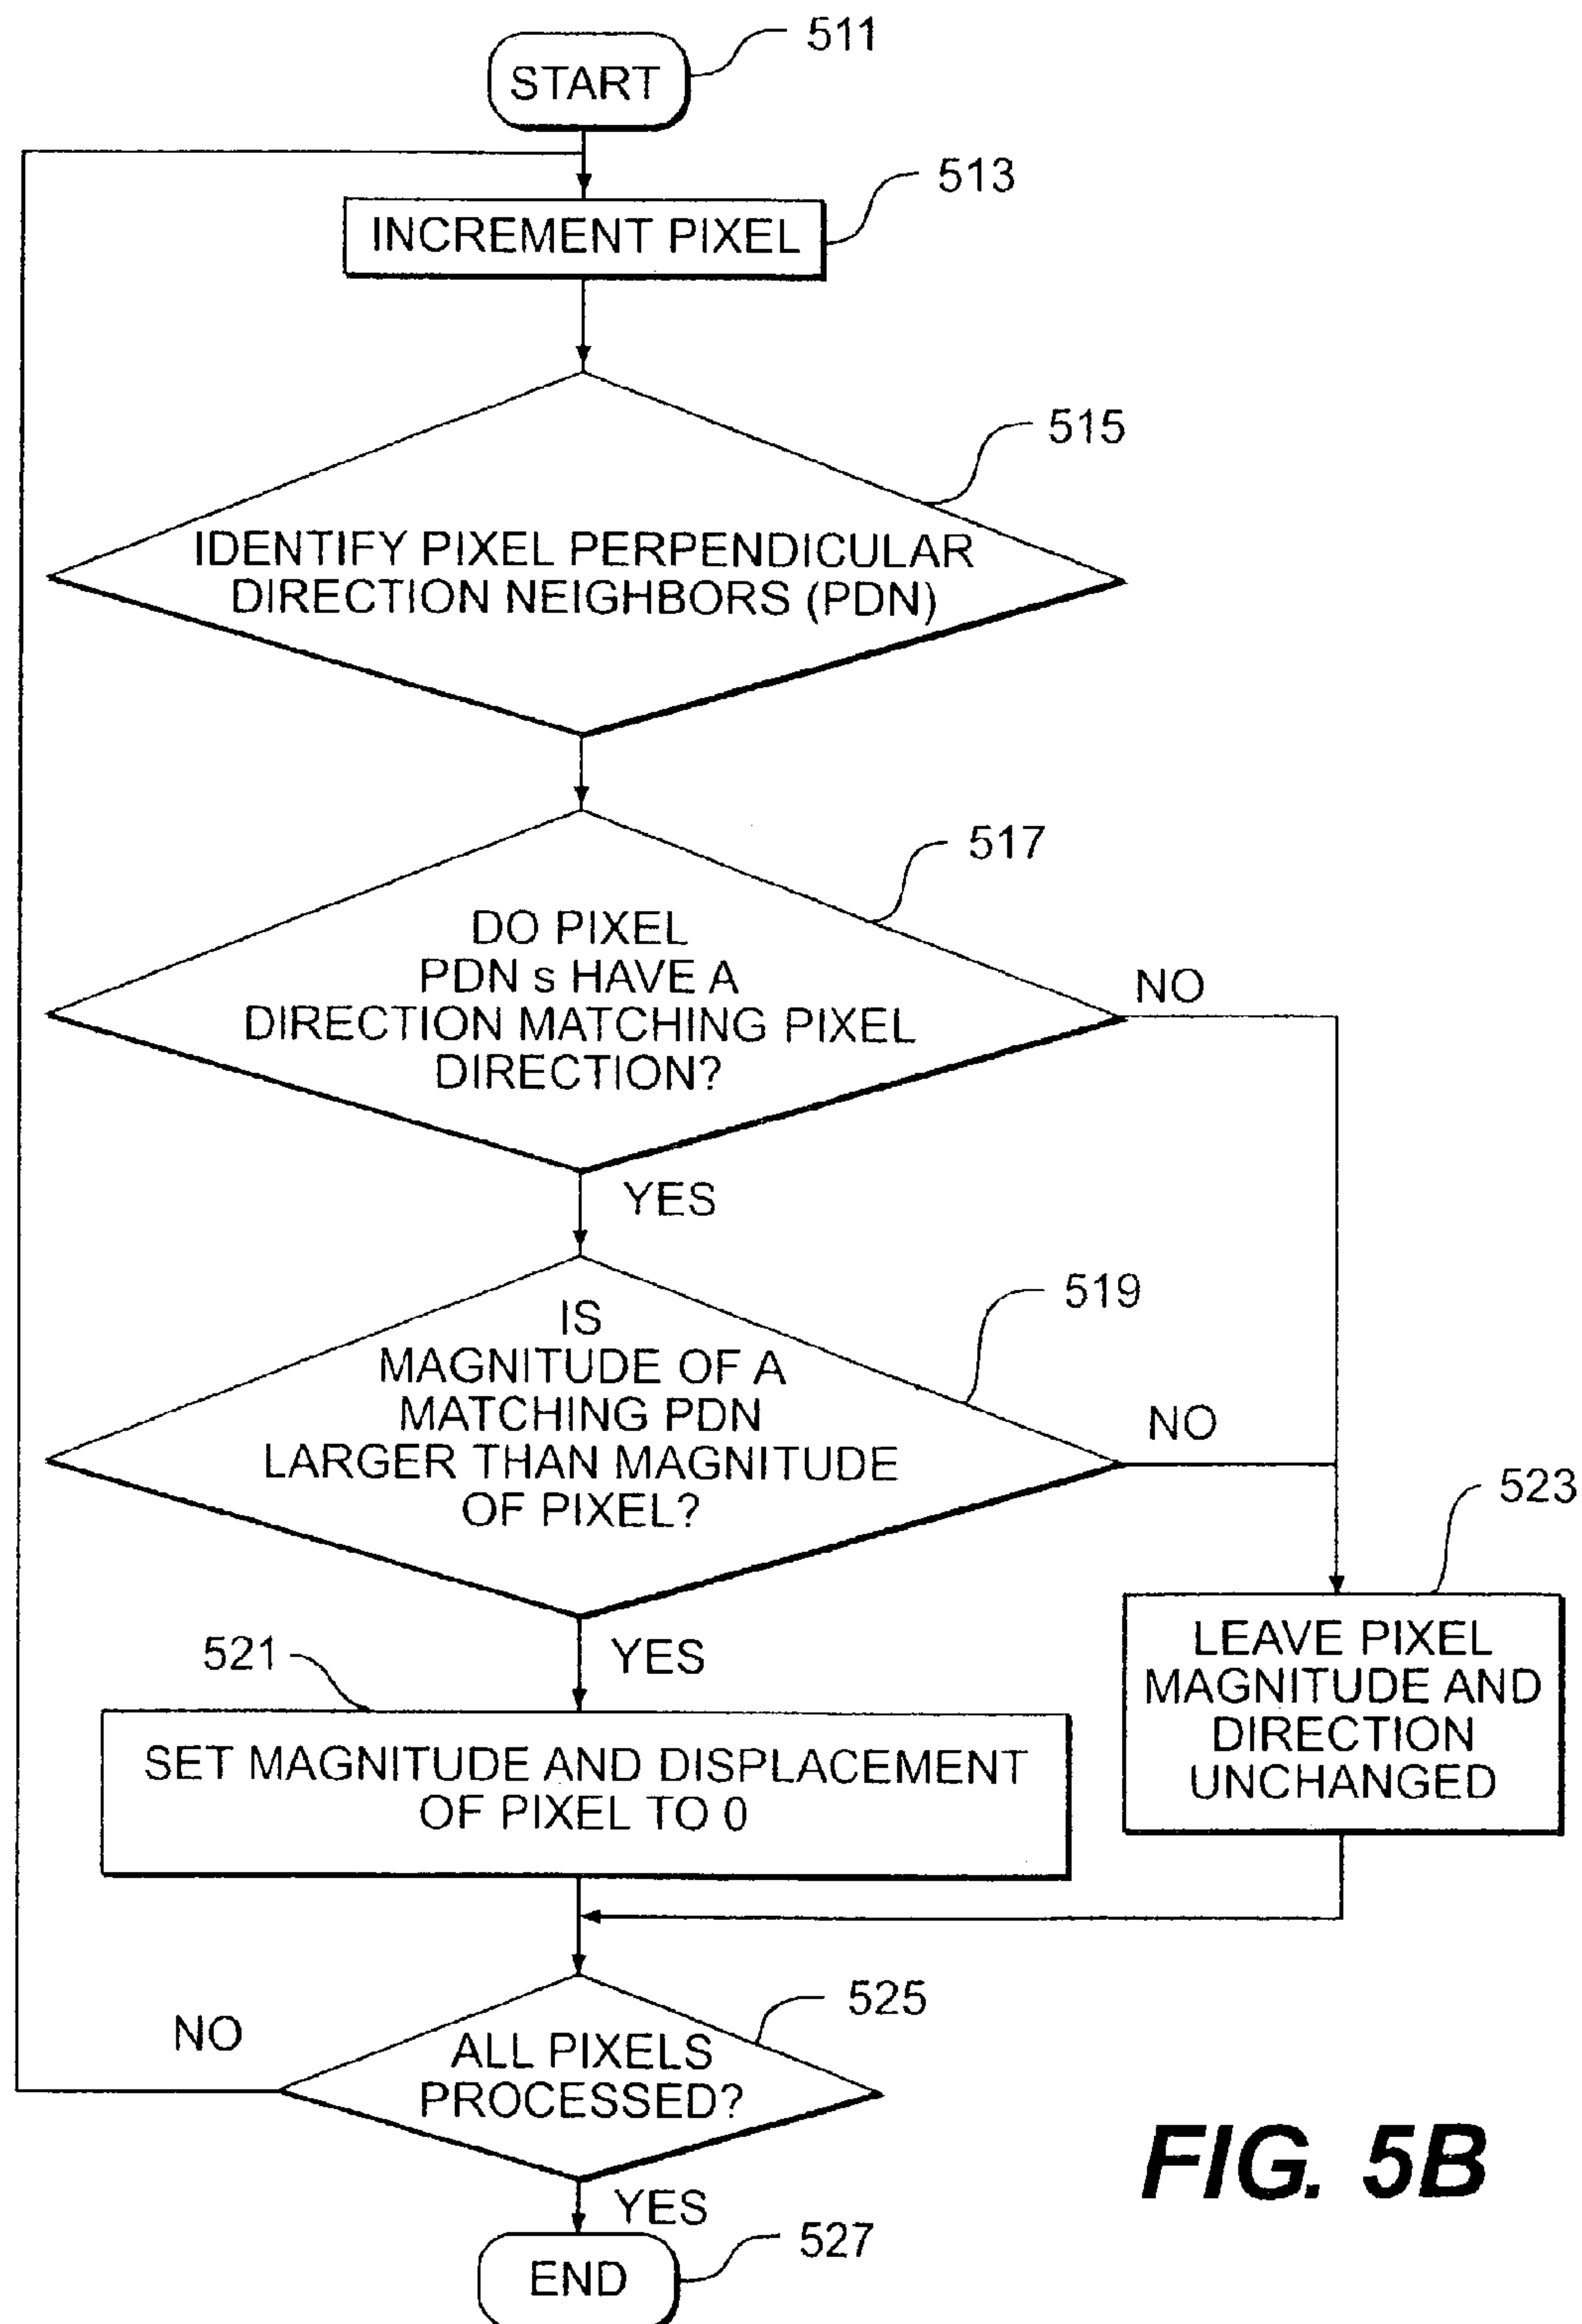 START
511
INCREMENT PIXEL
513
515
IDENTIFY PIXEL PERPENDICULAR
DIRECTION NEIGHBORS (PDN)
517
DO PIXEL
PDN s HAVE A
DIRECTION MATCHING PIXEL
DIRECTION?
NO
YES
519
IS
MAGNITUDE OF A
MATCHING PDN
LARGER THAN MAGNITUDE
OF PIXEL?
NO
YES
523
LEAVE PIXEL
MAGNITUDE AND
DIRECTION
UNCHANGED
521
SET MAGNITUDE AND DISPLACEMENT
OF PIXEL TO 0
525
ALL PIXELS
PROCESSED?
NO
YES
END
527
FIG. 5B